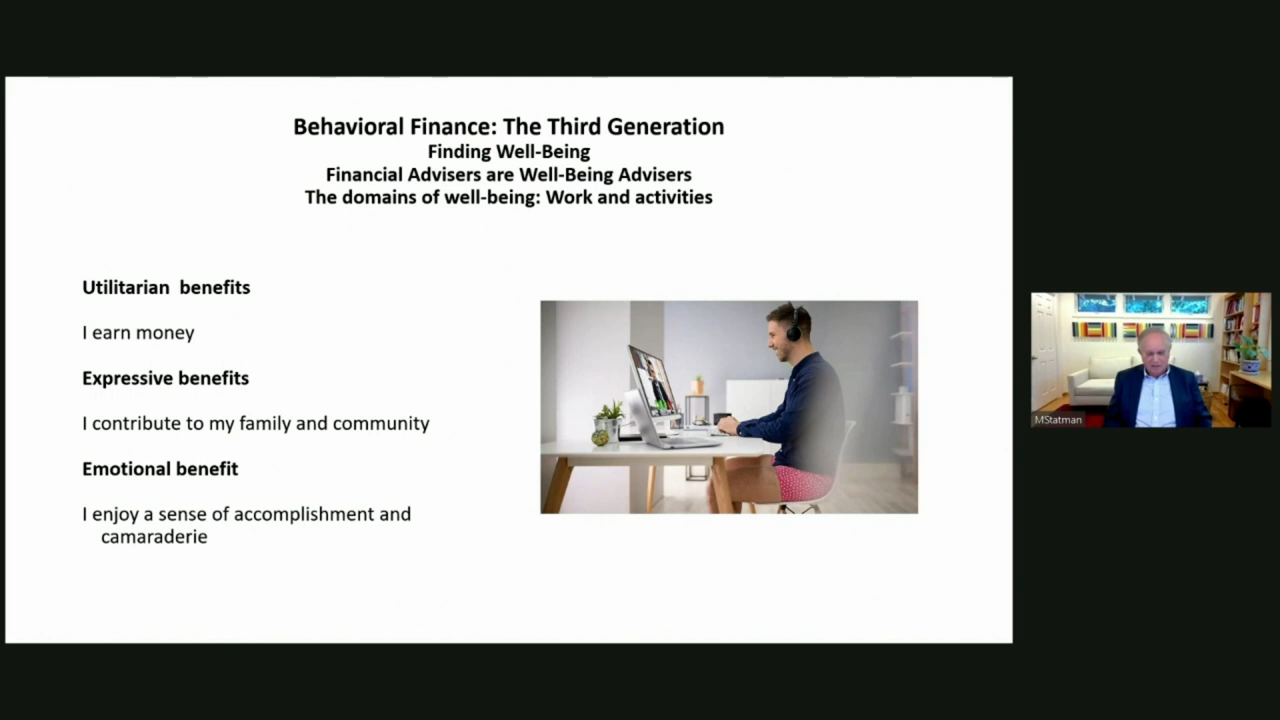 Behavioral Finance: The Third Generation
Finding Well-Being
Financial Advisers are Well-Being Advisers
The domains of well-being: Work and activities
Utilitarian  benefits
I earn money
Expressive benefits
I contribute to my family and community
Emotional benefit
I enjoy a sense of accomplishment and
camaraderie
MStatman